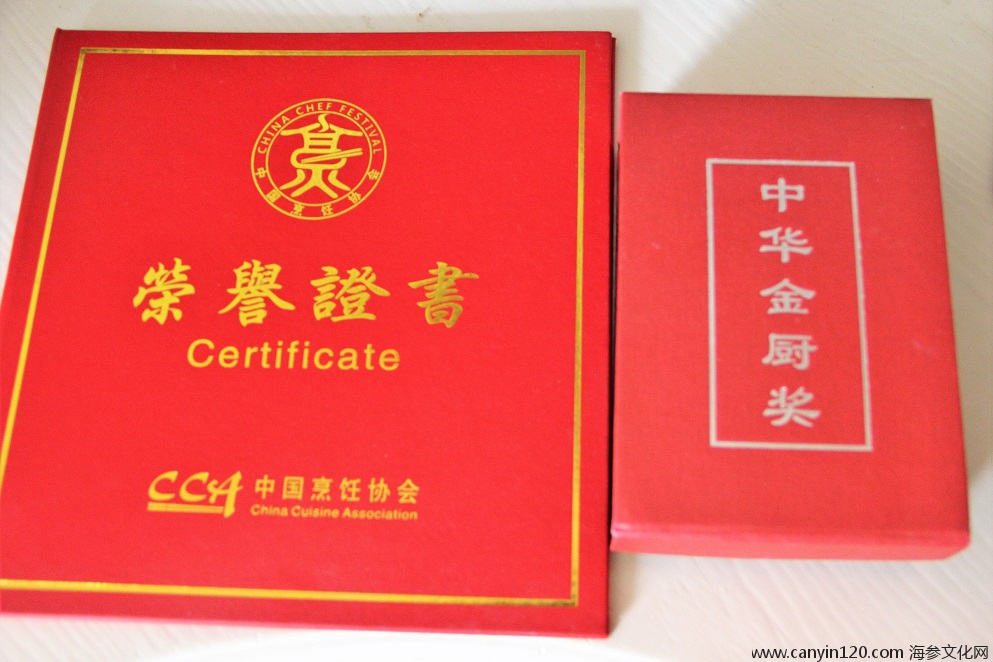 CHINA CHEF FESTIVAL
中国烹饪协会
榮譽證書
Certificate
CCA 中国烹饪协会
China Cuisine Association
中华金厨奖
www.canyin120.com 海参文化网